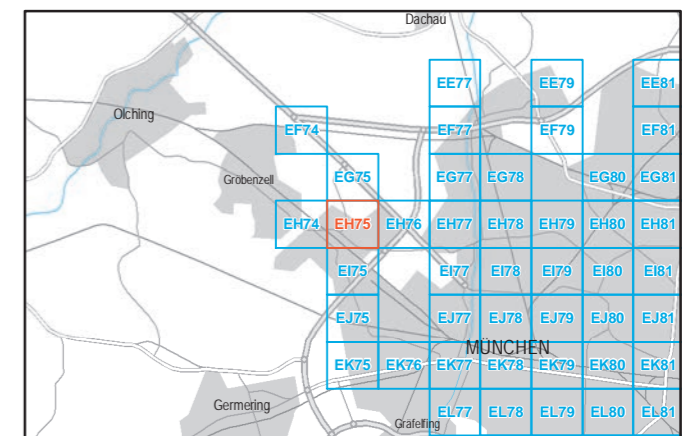 Dachau
EE77 EE79 EE81
Olching
EF74 EF77 EF79 EF81
Gröbenzell
EG75 EG77 EG78 EG80 EG81
EH74 EH75 EH76 EH77 EH78 EH79 EH80 EH81
EI75 EI77 EI78 EI79 EI80 EI81
EJ75 EJ77 EJ78 EJ79 EJ80 EJ81
MÜNCHEN
EK75 EK76 EK77 EK78 EK79 EK80 EK81
Germering
EL77 EL78 EL79 EL80 EL81
Gräfelfing